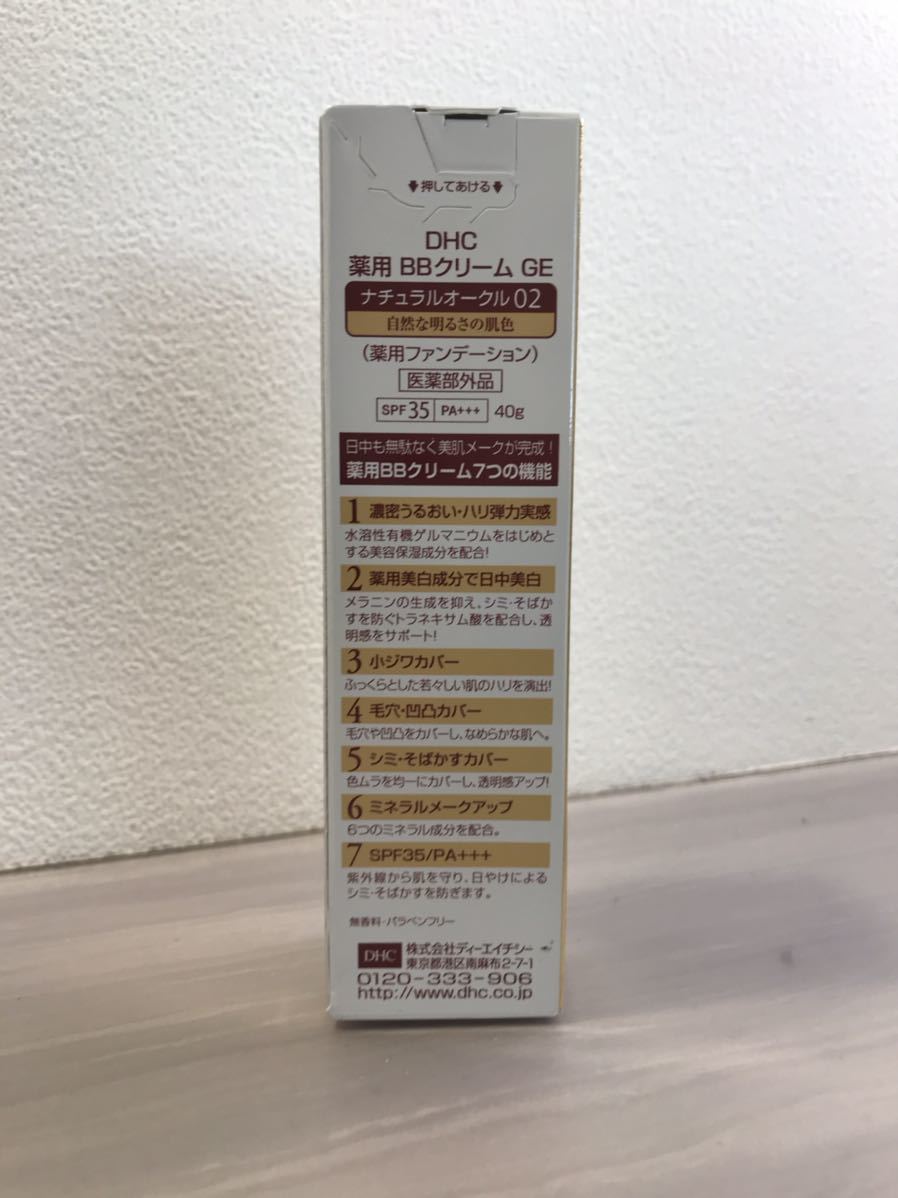 押してあける
DHC
薬用 BBクリーム GE
ナチュラルオークル 02
自然な明るさの肌色
(薬用ファンデーション)
医薬部外品
SPF 35 PA+++ 40g
日中も無駄なく美肌メークが完成!
薬用BBクリーム7つの機能
1 濃密うるおい・ハリ弾力実感
水溶性有機ゲルマニウムをはじめと
する美容保湿成分を配合!
2 薬用美白成分で日中美白
メラニンの生成を抑え、シミ・そばか
すを防ぐトラネキサム酸を配合し、透
明感をサポート!
3 小ジワカバー
ふっくらとした若々しい肌のハリを演出!
4 毛穴・凹凸カバー
毛穴や凹凸をカバーし、なめらかな肌へ。
5 シミ・そばかすカバー
色ムラを均一にカバーし、透明感アップ!
6 ミネラルメークアップ
6つのミネラル成分を配合。
7 SPF35/PA+++
紫外線から肌を守り、日やけによる
シミ・そばかすを防ぎます。
無香料・パラベンフリー
DHC 株式会社ディーエイチシー
東京都港区南麻布2-7-1
0120-333-906
http://www.dhc.co.jp